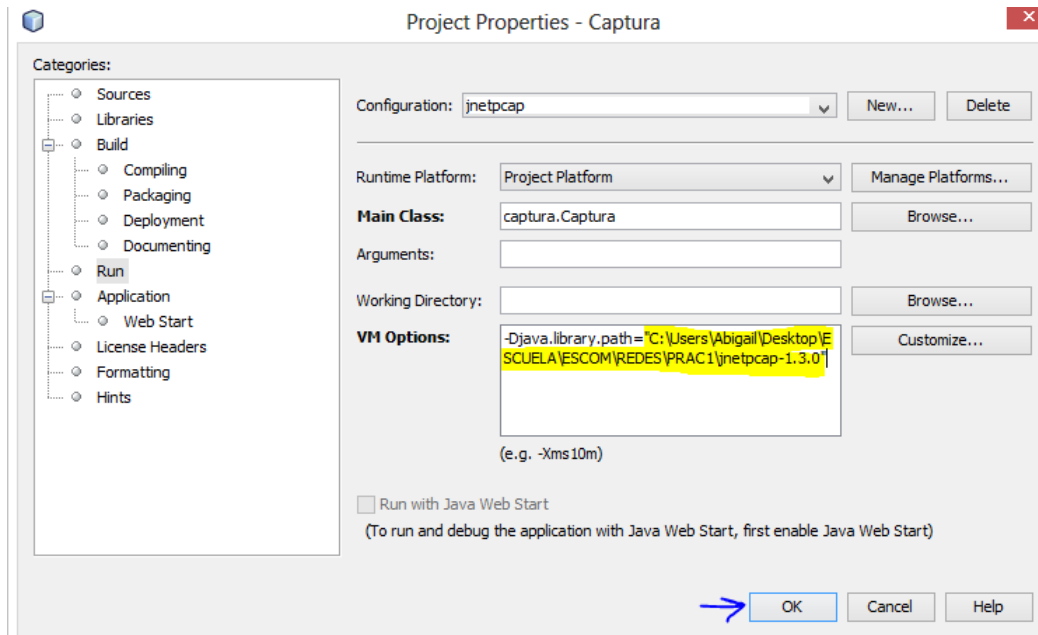 Project Properties - Captura
Categories:
Sources
Libraries
Build
Compiling
Packaging
Deployment
Documenting
Run
Application
Web Start
License Headers
Formatting
Hints
Configuration: jnetpcap New... Delete
Runtime Platform: Project Platform Manage Platforms...
Main Class: captura.Captura Browse...
Arguments:
Working Directory: Browse...
VM Options: -Djava.library.path="C:\Users\Abigail\Desktop\E Customize...
SCUELA\ESCOM\REDES\PRAC1\jnetpcap-1.3.0"
(e.g. -Xms10m)
Run with Java Web Start
(To run and debug the application with Java Web Start, first enable Java Web Start)
OK Cancel Help